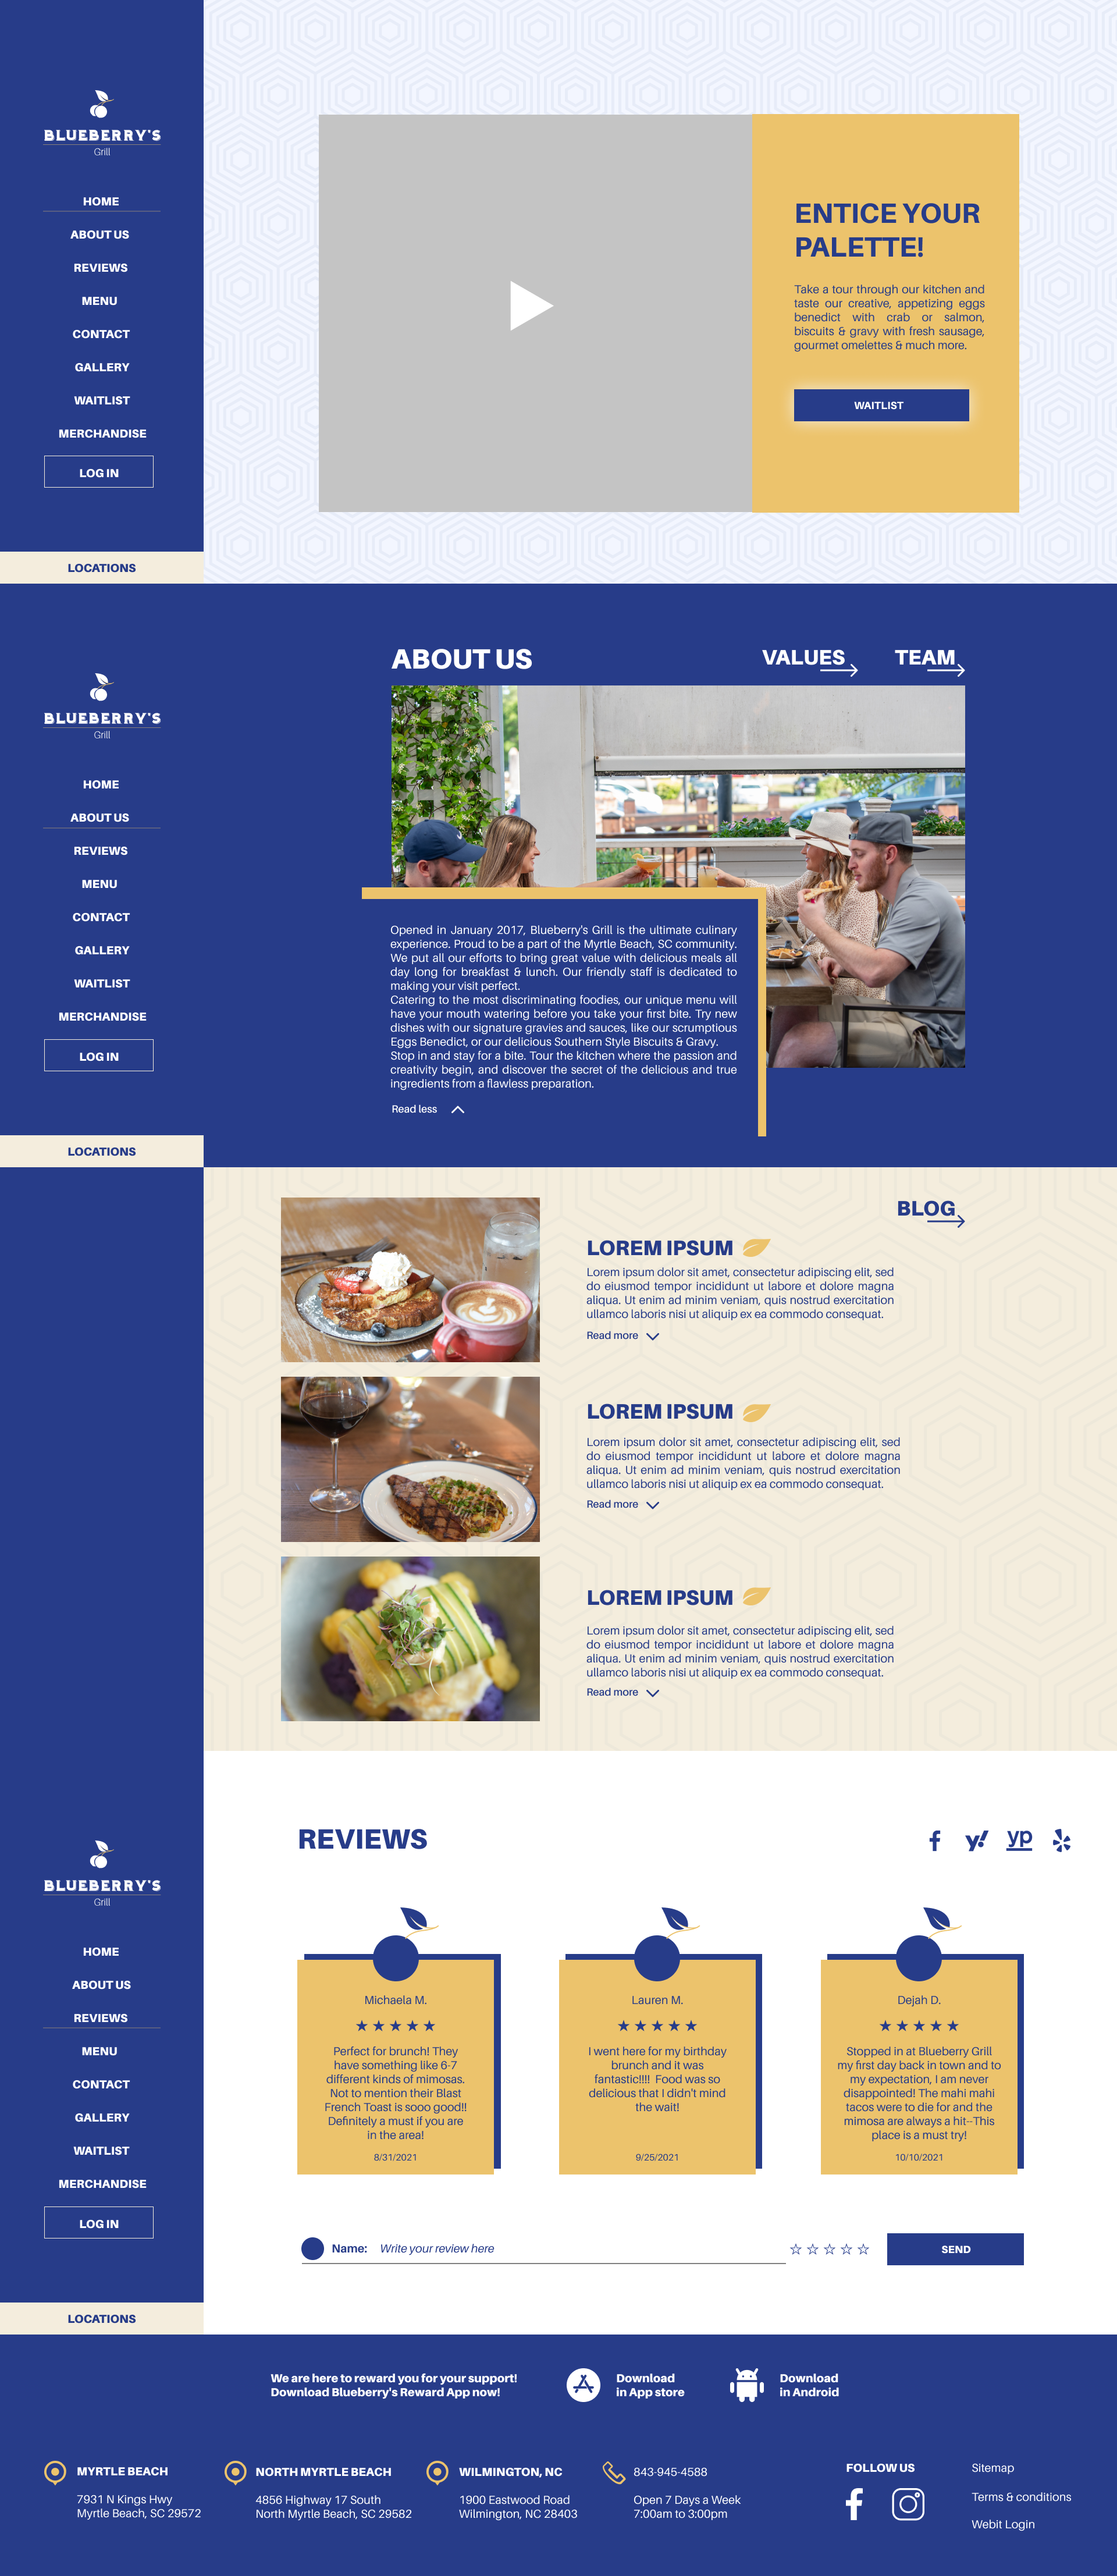 BLUEBERRY'S
Grill
HOME
ABOUT US
REVIEWS
MENU
CONTACT
GALLERY
WAITLIST
MERCHANDISE
LOG IN
LOCATIONS
ENTICE YOUR
PALETTE!
Take a tour through our kitchen and
taste our creative, appetizing eggs
benedict with crab or salmon,
biscuits & gravy with fresh sausage,
gourmet omelettes & much more.
WAITLIST
BLUEBERRY'S
Grill
HOME
ABOUT US
REVIEWS
MENU
CONTACT
GALLERY
WAITLIST
MERCHANDISE
LOG IN
LOCATIONS
ABOUT US
VALUES
TEAM
Opened in January 2017, Blueberry's Grill is the ultimate culinary
experience. Proud to be a part of the Myrtle Beach, SC community.
We put all our efforts to bring great value with delicious meals all
day long for breakfast & lunch. Our friendly staff is dedicated to
making your visit perfect.
Catering to the most discriminating foodies, our unique menu will
have your mouth watering before you take your first bite. Try new
dishes with our signature gravies and sauces, like our scrumptious
Eggs Benedict, or our delicious Southern Style Biscuits & Gravy.
Stop in and stay for a bite. Tour the kitchen where the passion and
creativity begin, and discover the secret of the delicious and true
ingredients from a flawless preparation.
Read less
BLOG
LOREM IPSUM
Lorem ipsum dolor sit amet, consectetur adipiscing elit, sed
do eiusmod tempor incididunt ut labore et dolore magna
aliqua. Ut enim ad minim veniam, quis nostrud exercitation
ullamco laboris nisi ut aliquip ex ea commodo consequat.
Read more
LOREM IPSUM
Lorem ipsum dolor sit amet, consectetur adipiscing elit, sed
do eiusmod tempor incididunt ut labore et dolore magna
aliqua. Ut enim ad minim veniam, quis nostrud exercitation
ullamco laboris nisi ut aliquip ex ea commodo consequat.
Read more
LOREM IPSUM
Lorem ipsum dolor sit amet, consectetur adipiscing elit, sed
do eiusmod tempor incididunt ut labore et dolore magna
aliqua. Ut enim ad minim veniam, quis nostrud exercitation
ullamco laboris nisi ut aliquip ex ea commodo consequat.
Read more
BLUEBERRY'S
Grill
HOME
ABOUT US
REVIEWS
MENU
CONTACT
GALLERY
WAITLIST
MERCHANDISE
LOG IN
LOCATIONS
REVIEWS
f y! yp
Michaela M.
★ ★ ★ ★ ★
Perfect for brunch! They
have something like 6-7
different kinds of mimosas.
Not to mention their Blast
French Toast is sooo good!!
Definitely a must if you are
in the area!
8/31/2021
Lauren M.
★ ★ ★ ★ ★
I went here for my birthday
brunch and it was
fantastic!!!! Food was so
delicious that I didn't mind
the wait!
9/25/2021
Dejah D.
★ ★ ★ ★ ★
Stopped in at Blueberry Grill
my first day back in town and to
my expectation, I am never
disappointed! The mahi mahi
tacos were to die for and the
mimosa are always a hit--This
place is a must try!
10/10/2021
Name: Write your review here
☆ ☆ ☆ ☆ ☆
SEND
We are here to reward you for your support!
Download Blueberry's Reward App now!
Download
in App store
Download
in Android
MYRTLE BEACH
7931 N Kings Hwy
Myrtle Beach, SC 29572
NORTH MYRTLE BEACH
4856 Highway 17 South
North Myrtle Beach, SC 29582
WILMINGTON, NC
1900 Eastwood Road
Wilmington, NC 28403
843-945-4588
Open 7 Days a Week
7:00am to 3:00pm
FOLLOW US
f
Sitemap
Terms & conditions
Webit Login